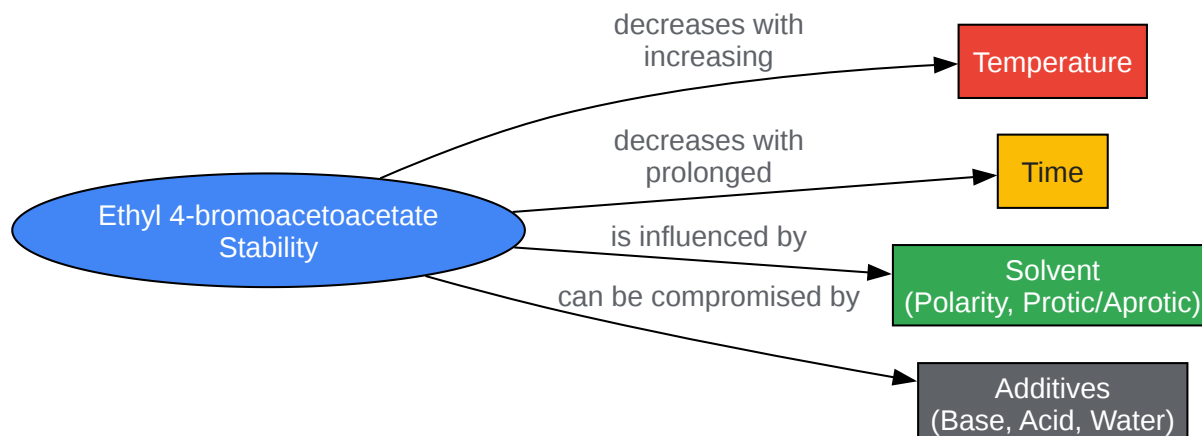 decreases with
increasing
Temperature
decreases with
prolonged
Time
Ethyl 4-bromoacetoacetate
Stability
is influenced by
Solvent
(Polarity, Protic/Aprotic)
can be compromised by
Additives
(Base, Acid, Water)